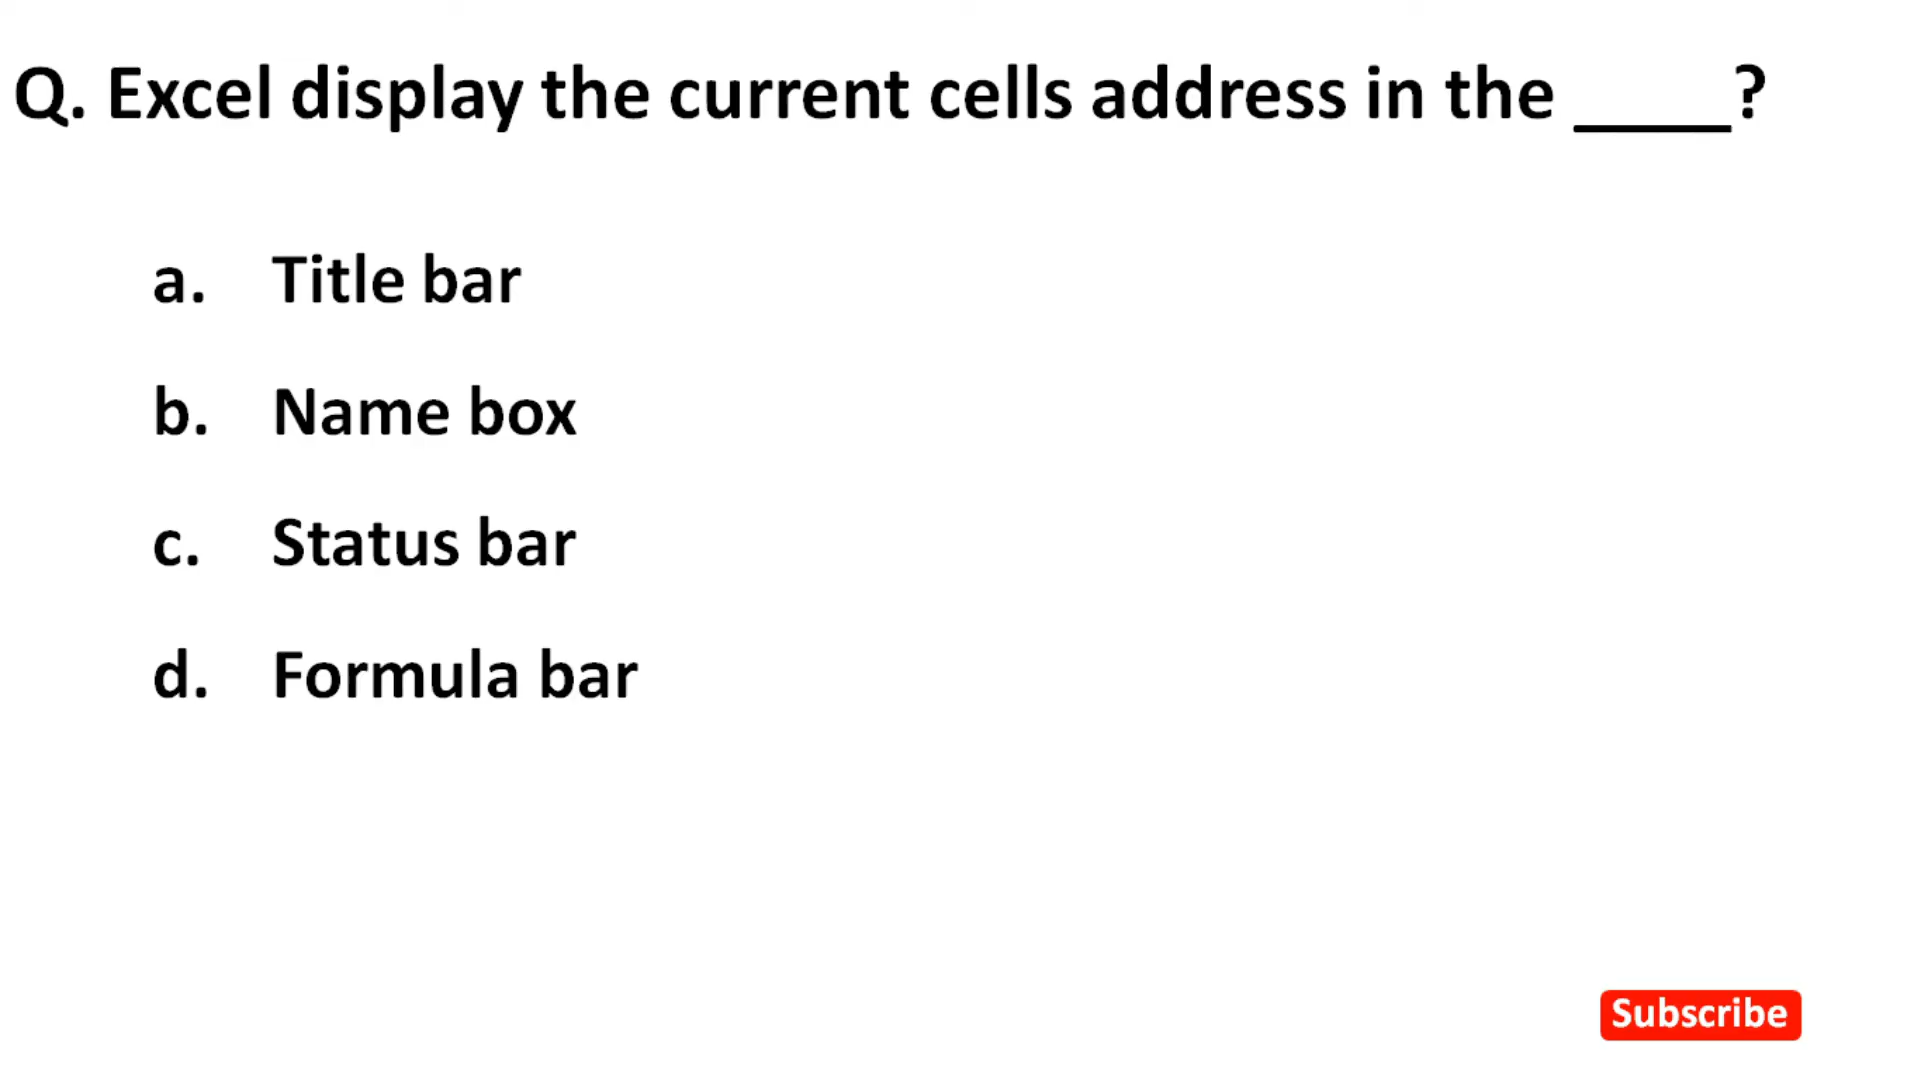 Q. Excel display the current cells address in the ____?
a. Title bar
b. Name box
c. Status bar
d. Formula bar
Subscribe